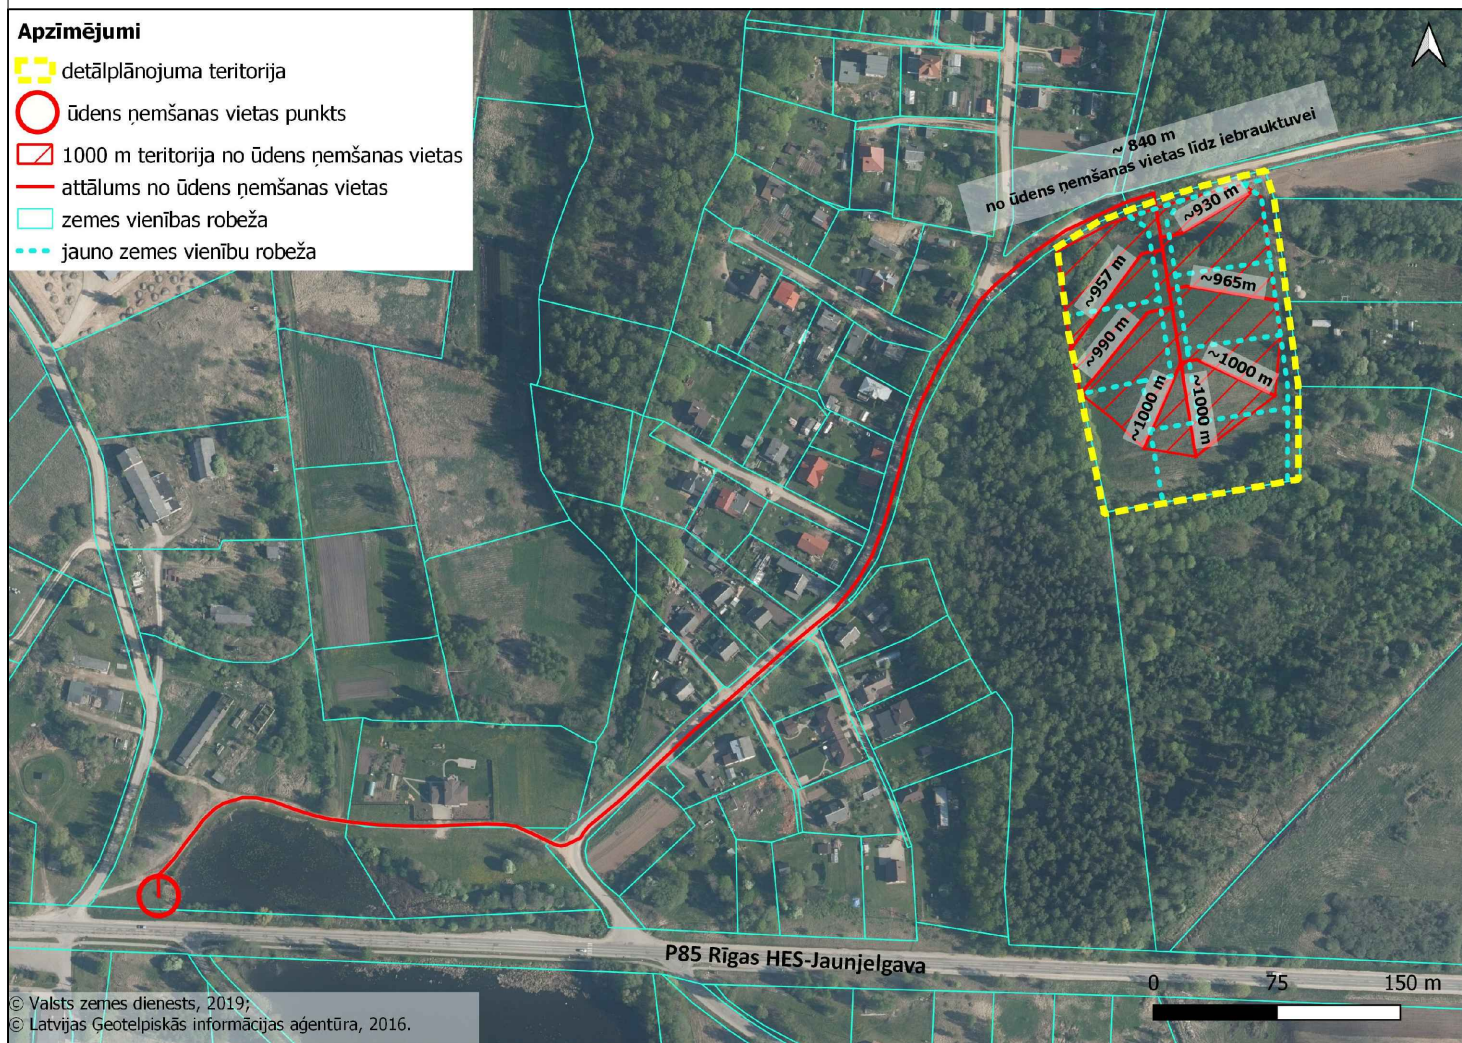 Apzīmējumi
detālplānojuma teritorija
ūdens ņemšanas vietas punkts
1000 m teritorija no ūdens ņemšanas vietas
attālums no ūdens ņemšanas vietas
zemes vienības robeža
jauno zemes vienību robeža
~ 840 m
no ūdens ņemšanas vietas līdz iebrauktuvei
~930 m
~957 m
~965m
~990 m
~1000 m
~1000 m
~1000 m
P85 Rīgas HES-Jaunjelgava
0 75 150 m
© Valsts zemes dienests, 2019;
© Latvijas Ģeotelpiskās informācijas aģentūra, 2016.